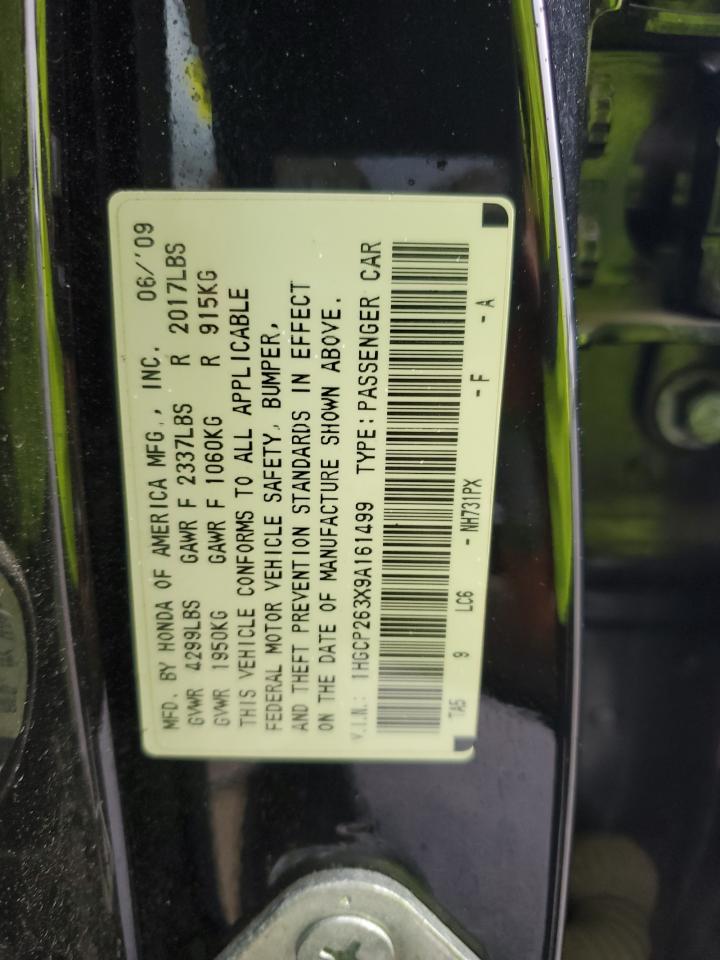 MFD. BY HONDA OF AMERICA MFG., INC. 06/'09
GVWR 4299LBS GAWR F 2337LBS R 2017LBS
GVWR 1950KG GAWR F 1060KG R 915KG
THIS VEHICLE CONFORMS TO ALL APPLICABLE
FEDERAL MOTOR VEHICLE SAFETY, BUMPER,
AND THEFT PREVENTION STANDARDS IN EFFECT
ON THE DATE OF MANUFACTURE SHOWN ABOVE.
V.I.N.: 1HGCP263X9A161499 TYPE:PASSENGER CAR
TA5 9 LC6 - NH731PX - F - A